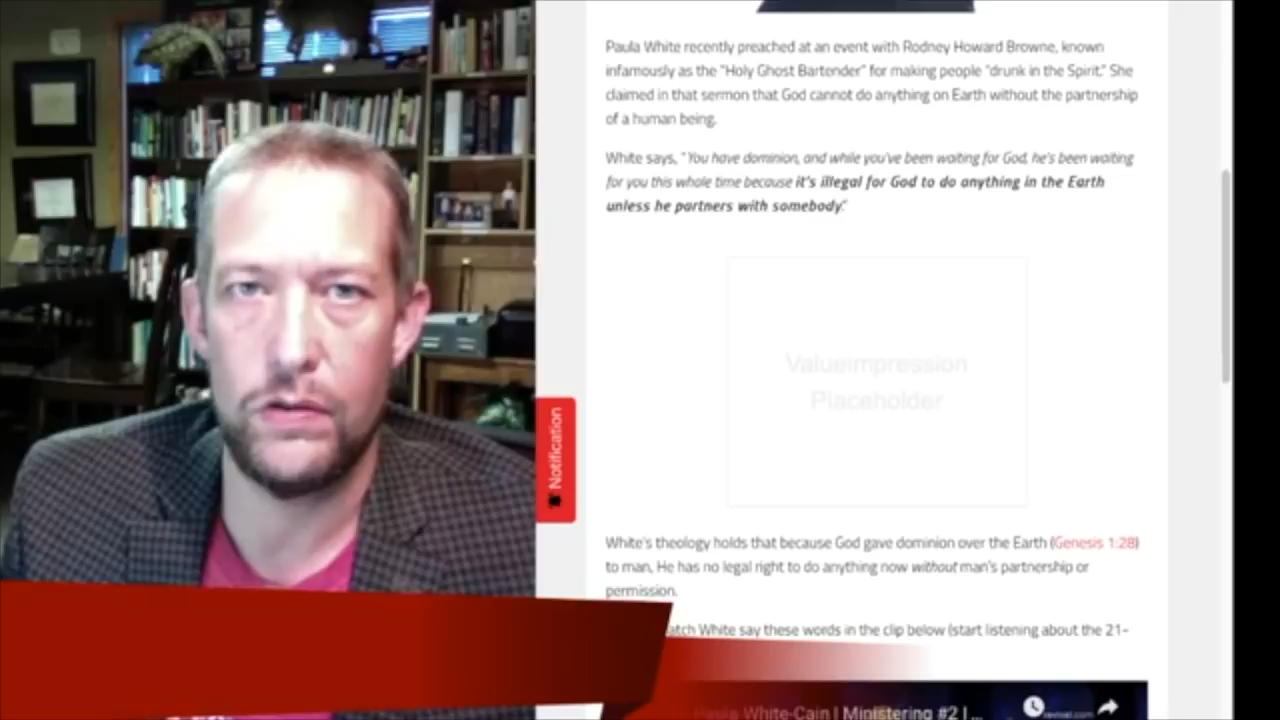 Paula White recently preached at an event with Rodney Howard Browne, known
infamously as the "Holy Ghost Bartender" for making people "drunk in the Spirit." She
claimed in that sermon that God cannot do anything on Earth without the partnership
of a human being.
White says, "You have dominion, and while you've been waiting for God, he's been waiting
for you this whole time because it's illegal for God to do anything in the Earth
unless he partners with somebody."
Valueimpression
Placeholder
Notification
White's theology holds that because God gave dominion over the Earth (Genesis 1:28)
to man, He has no legal right to do anything now without man's partnership or
permission.
atch White say these words in the clip below (start listening about the 21-
Paula White-Cain | Ministering #2 | ...
revival.com